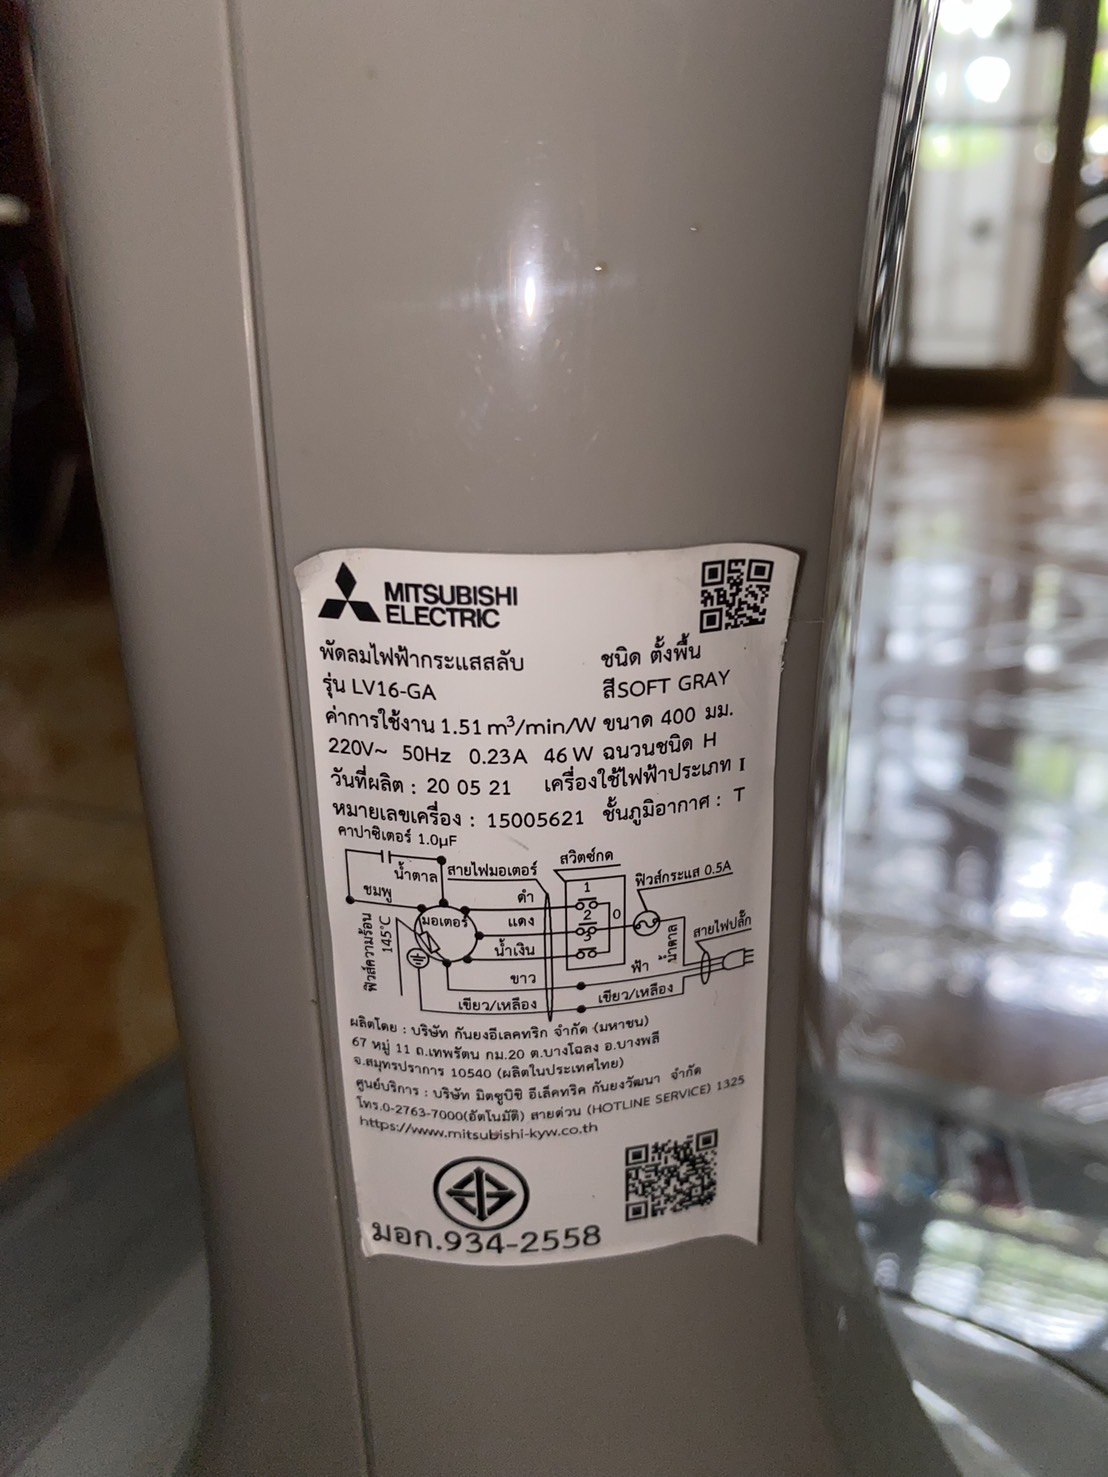 MITSUBISHI
ELECTRIC
พัดลมไฟฟ้ากระแสสลับ ชนิด ตั้งพื้น
รุ่น LV16-GA สีSOFT GRAY
ค่าการใช้งาน 1.51 m³/min/W ขนาด 400 มม.
220V~ 50Hz 0.23A 46 W ฉนวนชนิด H
วันที่ผลิต : 20 05 21 เครื่องใช้ไฟฟ้าประเภท I
หมายเลขเครื่อง : 15005621 ชั้นภูมิอากาศ : T
คาปาซิเตอร์ 1.0µF
น้ำตาล
สายไฟมอเตอร์
สวิตซ์กด
ฟิวส์กระแส 0.5A
ชมพู
มอเตอร์
ฟิวส์ความร้อน
145°C
ดำ
แดง
น้ำเงิน
ขาว
เขียว/เหลือง
1
2
3
0
น้ำตาล
สายไฟปลั๊ก
ฟ้า
เขียว/เหลือง
ผลิตโดย : บริษัท กันยงอีเลคทริก จำกัด (มหาชน)
67 หมู่ 11 ถ.เทพรัตน กม.20 ต.บางโฉลง อ.บางพลี
จ.สมุทรปราการ 10540 (ผลิตในประเทศไทย)
ศูนย์บริการ : บริษัท มิตซูบิชิ อีเล็คทริค กันยงวัฒนา จำกัด
โทร.0-2763-7000(อัตโนมัติ) สายด่วน (HOTLINE SERVICE) 1325
https://www.mitsubishi-kyw.co.th
มอก.934-2558